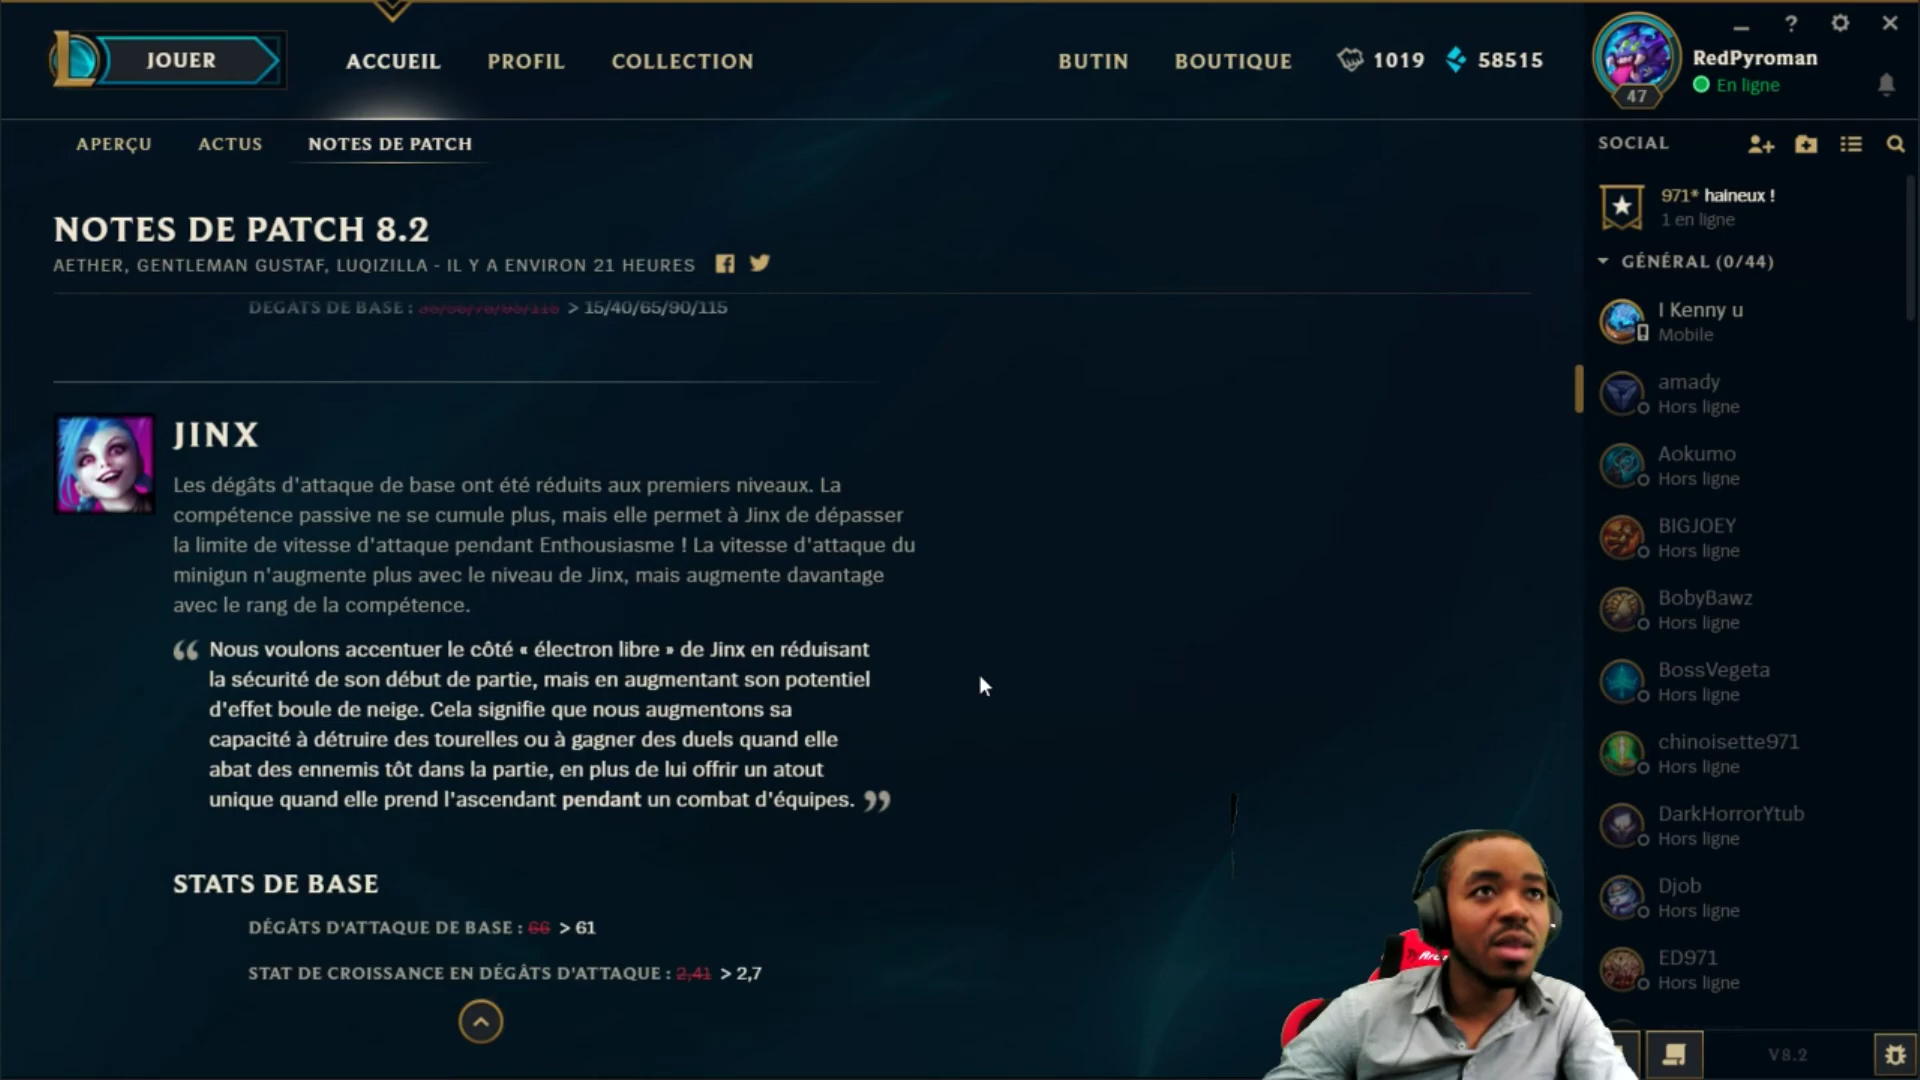 JOUER
ACCUEIL
PROFIL
COLLECTION
BUTIN
BOUTIQUE
1019
58515
47
RedPyroman
En ligne
APERÇU
ACTUS
NOTES DE PATCH
NOTES DE PATCH 8.2
AETHER, GENTLEMAN GUSTAF, LUQIZILLA - IL Y A ENVIRON 21 HEURES
DÉGÂTS DE BASE : > 15/40/65/90/115
JINX
Les dégâts d'attaque de base ont été réduits aux premiers niveaux. La
compétence passive ne se cumule plus, mais elle permet à Jinx de dépasser
la limite de vitesse d'attaque pendant Enthousiasme ! La vitesse d'attaque du
minigun n'augmente plus avec le niveau de Jinx, mais augmente davantage
avec le rang de la compétence.
“ Nous voulons accentuer le côté « électron libre » de Jinx en réduisant
la sécurité de son début de partie, mais en augmentant son potentiel
d'effet boule de neige. Cela signifie que nous augmentons sa
capacité à détruire des tourelles ou à gagner des duels quand elle
abat des ennemis tôt dans la partie, en plus de lui offrir un atout
unique quand elle prend l'ascendant pendant un combat d'équipes. ”
STATS DE BASE
DÉGÂTS D'ATTAQUE DE BASE : 66 > 61
STAT DE CROISSANCE EN DÉGÂTS D'ATTAQUE : 2,41 > 2,7
SOCIAL
971* haineux !
1 en ligne
GÉNÉRAL (0/44)
I Kenny u
Mobile
amady
Hors ligne
Aokumo
Hors ligne
BIGJOEY
Hors ligne
BobyBawz
Hors ligne
BossVegeta
Hors ligne
chinoisette971
Hors ligne
DarkHorrorYtub
Hors ligne
Djob
Hors ligne
ED971
Hors ligne
V8.2